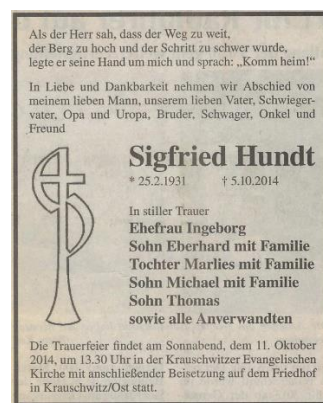 Als der Herr sah, dass der Weg zu weit,
der Berg zu hoch und der Schritt zu schwer wurde,
legte er seine Hand um mich und sprach: „Komm heim!“
In Liebe und Dankbarkeit nehmen wir Abschied von
meinem lieben Mann, unserem lieben Vater, Schwieger-
vater, Opa und Uropa, Bruder, Schwager, Onkel und
Freund
Sigfried Hundt
* 25.2.1931 † 5.10.2014
In stiller Trauer
Ehefrau Ingeborg
Sohn Eberhard mit Familie
Tochter Marlies mit Familie
Sohn Michael mit Familie
Sohn Thomas
sowie alle Anverwandten
Die Trauerfeier findet am Sonnabend, dem 11. Oktober
2014, um 13.30 Uhr in der Krauschwitzer Evangelischen
Kirche mit anschließender Beisetzung auf dem Friedhof
in Krauschwitz/Ost statt.